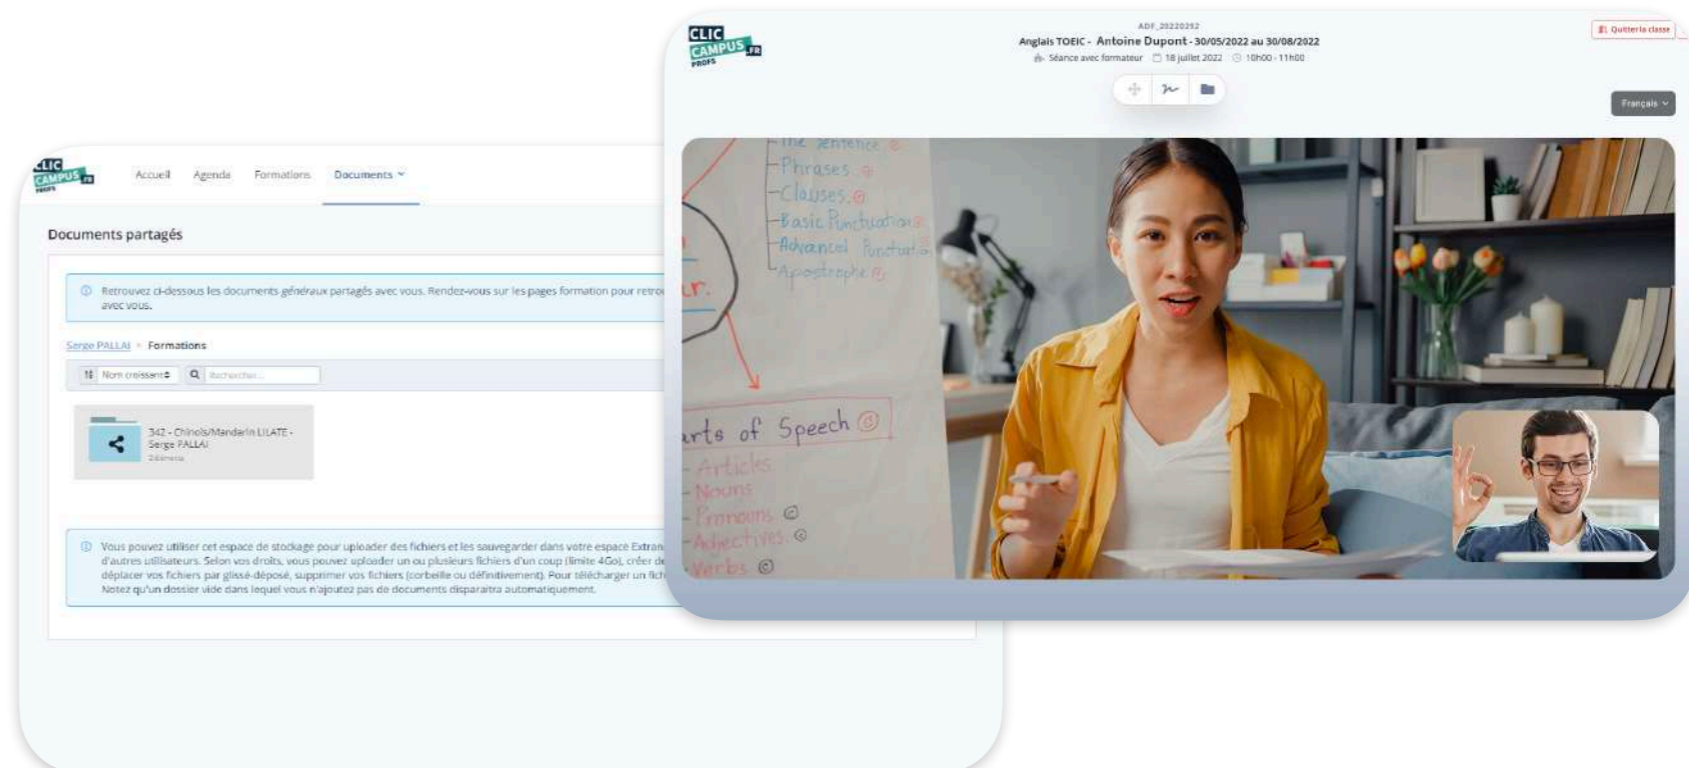 CLIC
CAMPUS.FR
PROFS
Accueil Agenda Formations Documents
Documents partagés
Retrouvez ci-dessous les documents généraux partagés avec vous. Rendez-vous sur les pages formation pour
avec vous.
Serge PALLAI > Formations
Nom croissant Rechercher...
342 - Chinois/Mandarin LILATE -
Serge PALLAI
2 éléments
Vous pouvez utiliser cet espace de stockage pour uploader des fichiers et les sauvegarder dans votre espace
d'autres utilisateurs. Selon vos droits, vous pouvez uploader un ou plusieurs fichiers d'un coup (limite 4Go), créer
déplacer vos fichiers par glissé-déposé, supprimer vos fichiers (corbeille ou définitivement). Pour télécharger un
Notez qu'un dossier vide dans lequel vous n'ajoutez pas de documents disparaitra automatiquement.
CLIC
CAMPUS.FR
PROFS
ADF_20220292
Anglais TOEIC - Antoine Dupont - 30/05/2022 au 30/08/2022
Séance avec formateur 18 juillet 2022 10h00 - 11h00
Quitter la classe
Français
The Sentence
Phrases
Clauses
Basic Punctuation
Advanced
Apostrophe
of Speech
- Articles
- Nouns
- Pronouns
- Adjectives
- Verbs